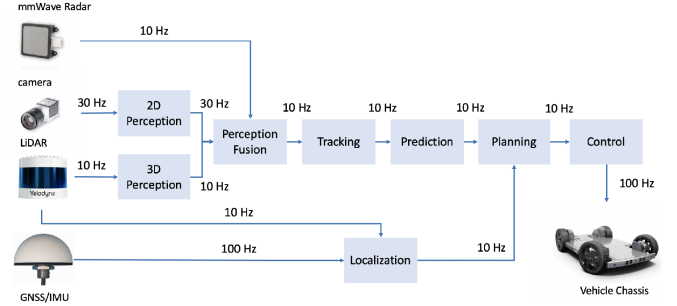 mmWave Radar
10 Hz
camera
30 Hz
2D
Perception
30 Hz
10 Hz
10 Hz
10 Hz
10 Hz
LiDAR
Perception
Fusion
Tracking
Prediction
Planning
Control
10 Hz
3D
Perception
10 Hz
100 Hz
Velodyne
10 Hz
100 Hz
Localization
10 Hz
GNSS/IMU
Vehicle Chassis